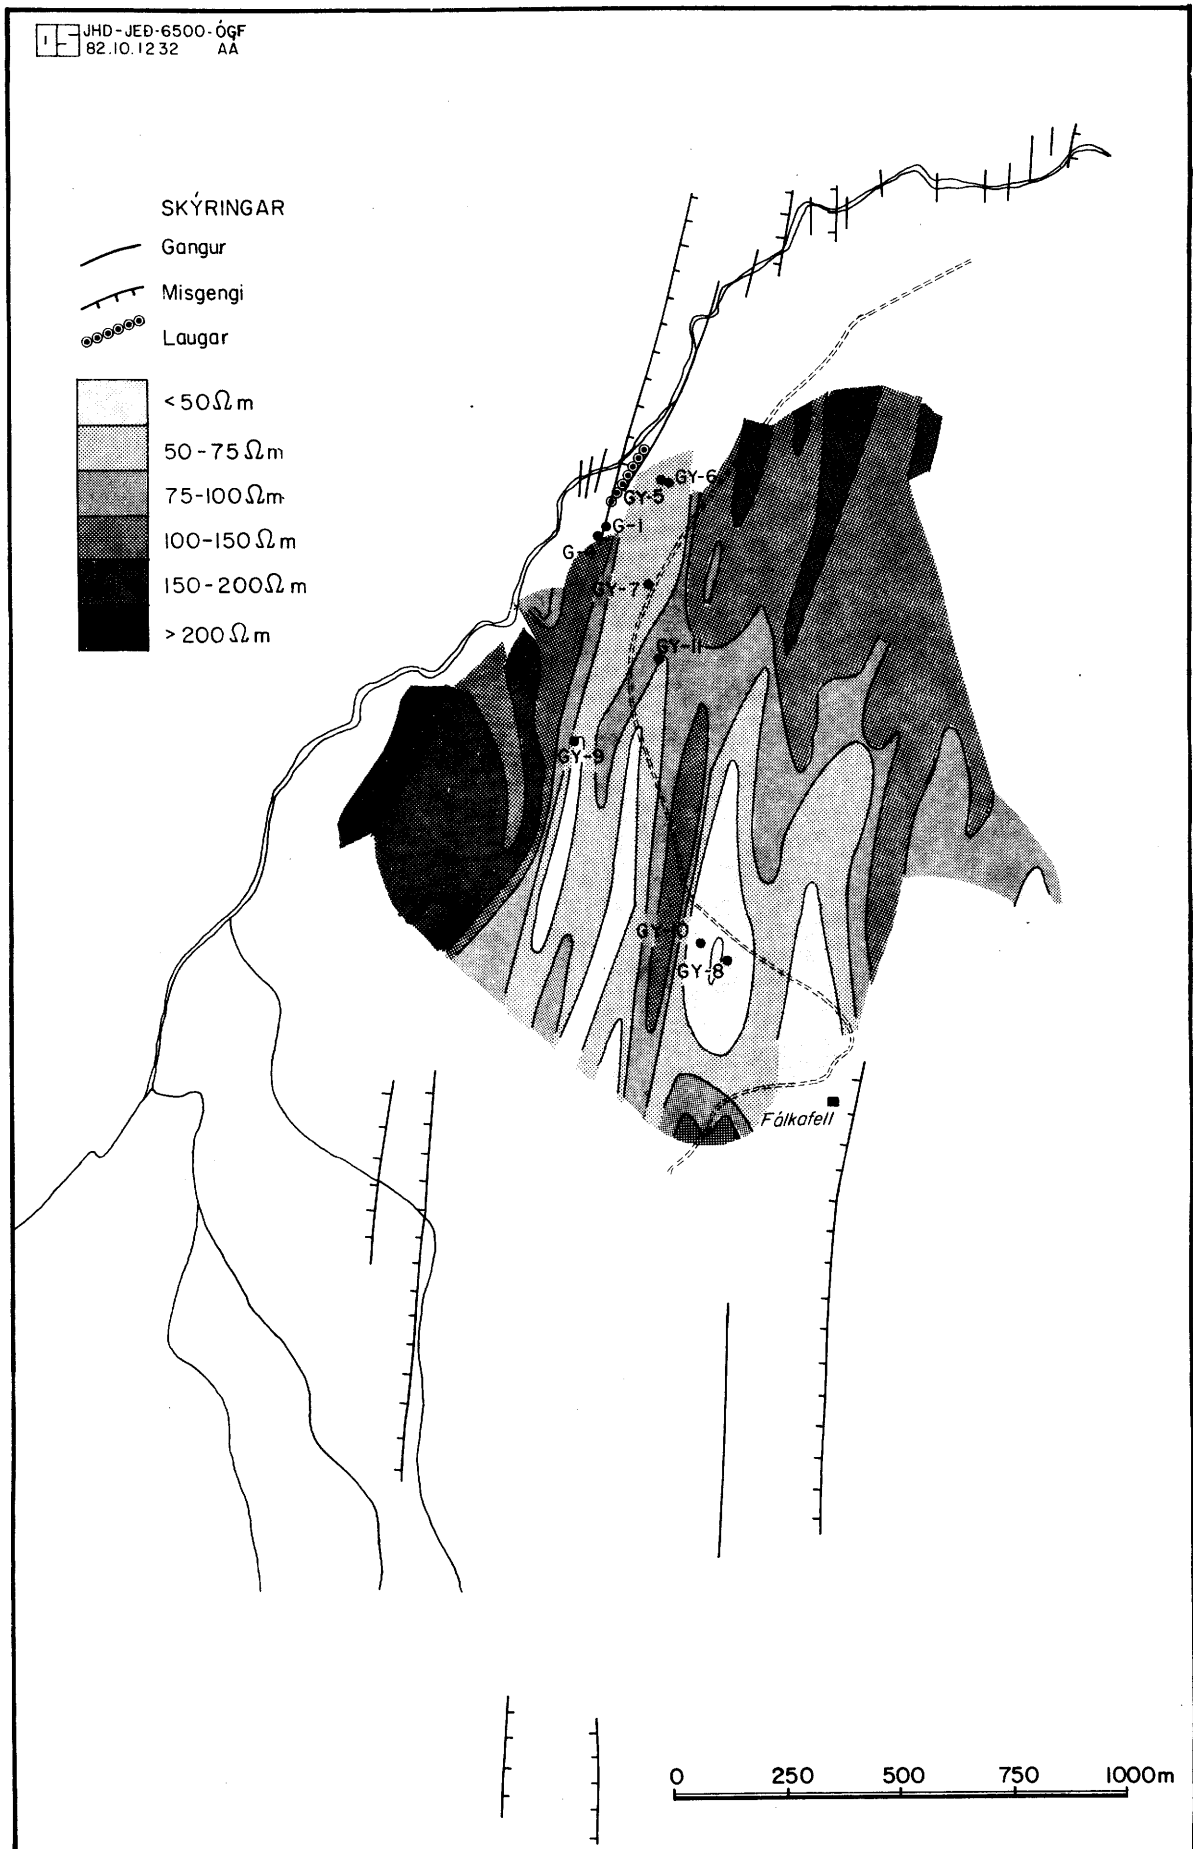 JHD-JEÐ-6500-ÓGF
82.10.1232 AA
SKÝRINGAR
Gangur
Misgengi
Laugar
<50Ωm
50-75Ωm
75-100Ωm
100-150Ωm
150-200Ωm
>200Ωm
GY-6
GY-5
G-1
GY-7
GY-11
GY-9
GY-10
GY-8
Fálkafell
0 250 500 750 1000m